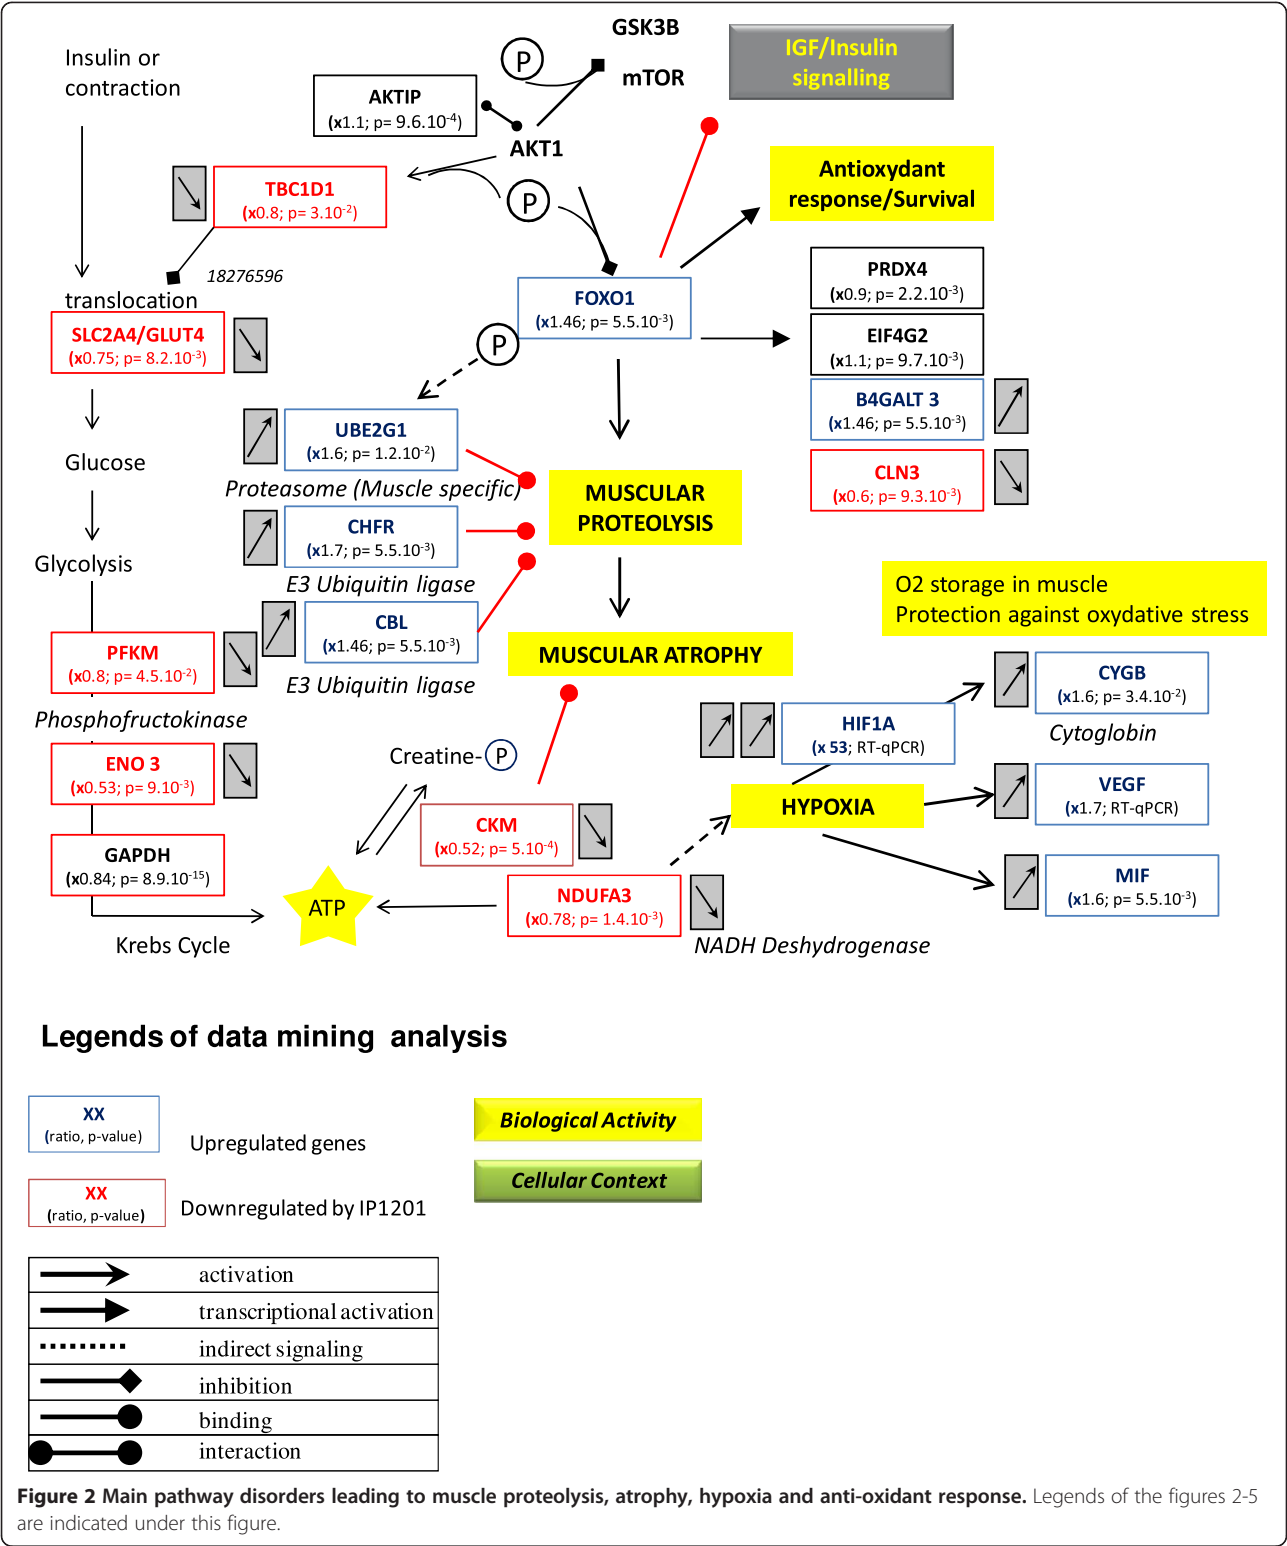 GSK3B
mTOR
IGF/Insulin
signalling
Insulin or
contraction
P
AKTIP
(x1.1; p= 9.6.10-4)
AKT1
Antioxydant
response/Survival
TBC1D1
(x0.8; p= 3.10-2)
P
18276596
translocation
SLC2A4/GLUT4
(x0.75; p= 8.2.10-3)
FOXO1
(x1.46; p= 5.5.10-3)
P
PRDX4
(x0.9; p= 2.2.10-3)
EIF4G2
(x1.1; p= 9.7.10-3)
B4GALT 3
(x1.46; p= 5.5.10-3)
CLN3
(x0.6; p= 9.3.10-3)
Glucose
Glycolysis
UBE2G1
(x1.6; p= 1.2.10-2)
Proteasome (Muscle specific)
CHFR
(x1.7; p= 5.5.10-3)
E3 Ubiquitin ligase
CBL
(x1.46; p= 5.5.10-3)
E3 Ubiquitin ligase
MUSCULAR
PROTEOLYSIS
MUSCULAR ATROPHY
O2 storage in muscle
Protection against oxydative stress
PFKM
(x0.8; p= 4.5.10-2)
Phosphofructokinase
ENO 3
(x0.53; p= 9.10-3)
GAPDH
(x0.84; p= 8.9.10-15)
Krebs Cycle
Creatine- P
CKM
(x0.52; p= 5.10-4)
ATP
NDUFA3
(x0.78; p= 1.4.10-3)
NADH Deshydrogenase
HIF1A
(x 53; RT-qPCR)
HYPOXIA
CYGB
(x1.6; p= 3.4.10-2)
Cytoglobin
VEGF
(x1.7; RT-qPCR)
MIF
(x1.6; p= 5.5.10-3)
Legends of data mining analysis
XX
(ratio, p-value)
Upregulated genes
XX
(ratio, p-value)
Downregulated by IP1201
Biological Activity
Cellular Context
activation
transcriptional activation
indirect signaling
inhibition
binding
interaction
Figure 2 Main pathway disorders leading to muscle proteolysis, atrophy, hypoxia and anti-oxidant response. Legends of the figures 2-5
are indicated under this figure.